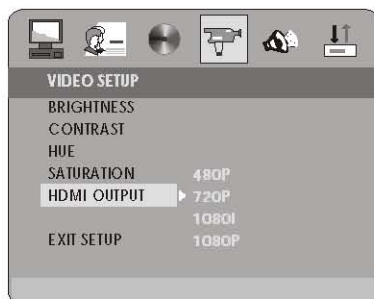 VIDEO SETUP
BRIGHTNESS
CONTRAST
HUE
SATURATION 480P
HDMI OUTPUT 720P
1080I
EXIT SETUP 1080P